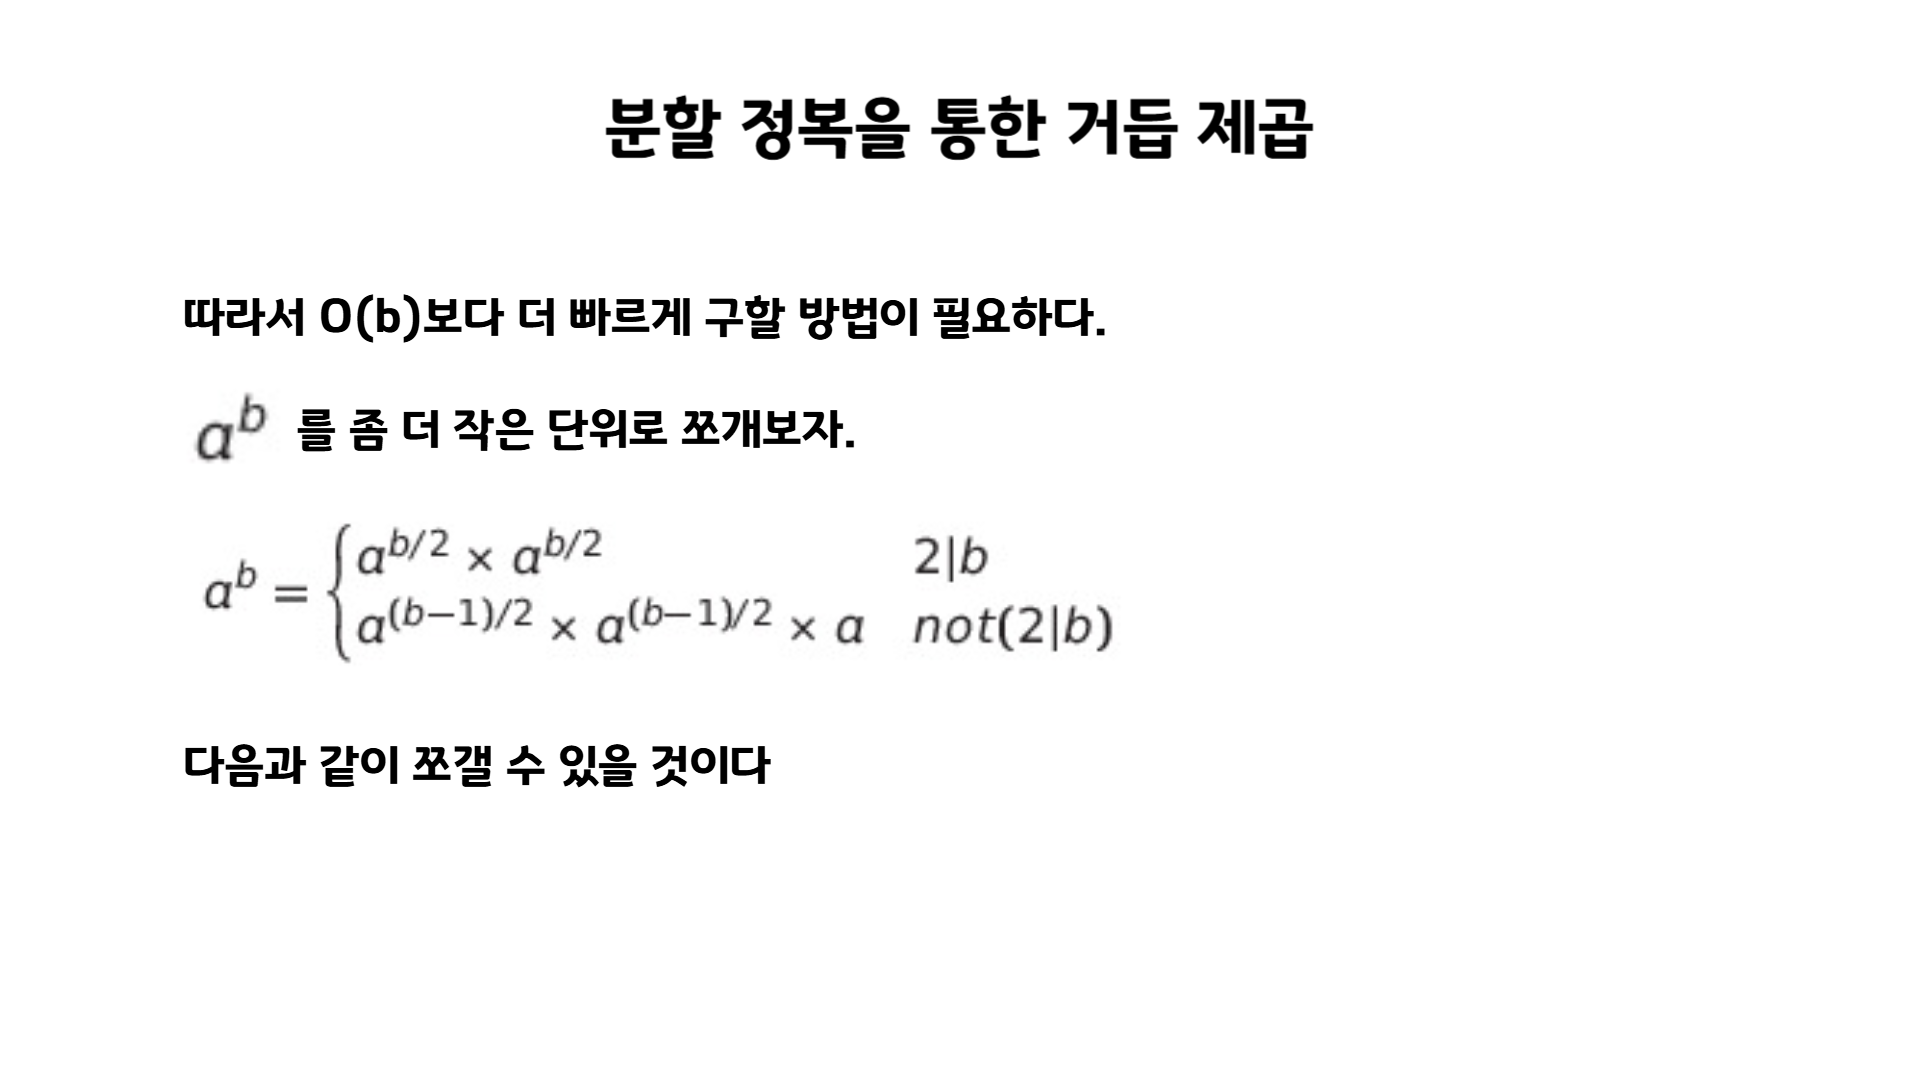 분할 정복을 통한 거듭 제곱
따라서 O(b)보다 더 빠르게 구할 방법이 필요하다.
a^b 를 좀 더 작은 단위로 쪼개보자.
a^b = { a^{b/2} × a^{b/2}    2|b
a^{(b−1)/2} × a^{(b−1)/2} × a    not(2|b)
다음과 같이 쪼갤 수 있을 것이다